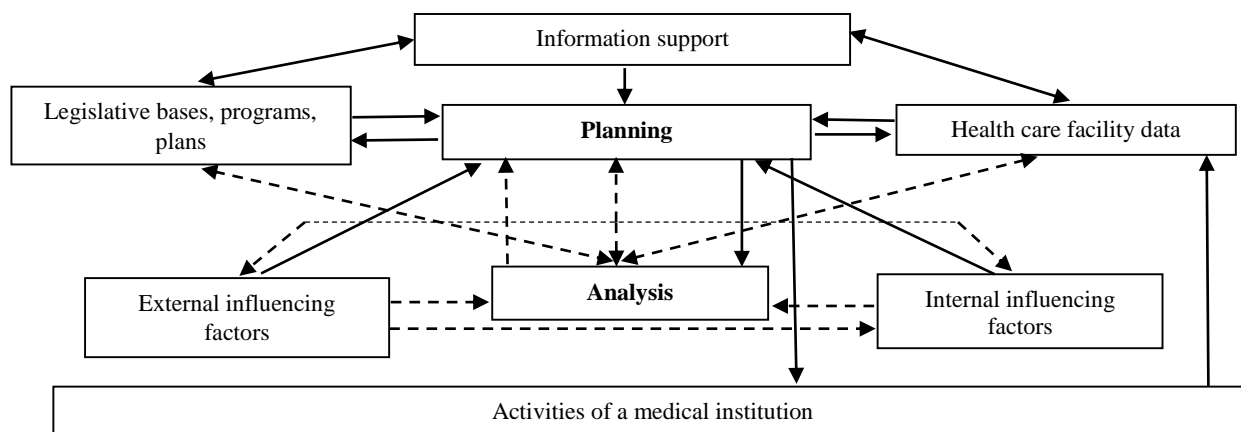 Information support
Legislative bases, programs,
plans
Planning
Health care facility data
External influencing
factors
Analysis
Internal influencing
factors
Activities of a medical institution